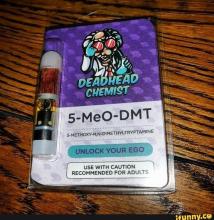 DEADHEAD
CHEMIST
5-MeO-DMT
5-METHOXY-N,N-DIMETHYLTRYPTAMINE
UNLOCK YOUR EGO
USE WITH CAUTION
RECOMMENDED FOR ADULTS
ifunny.co